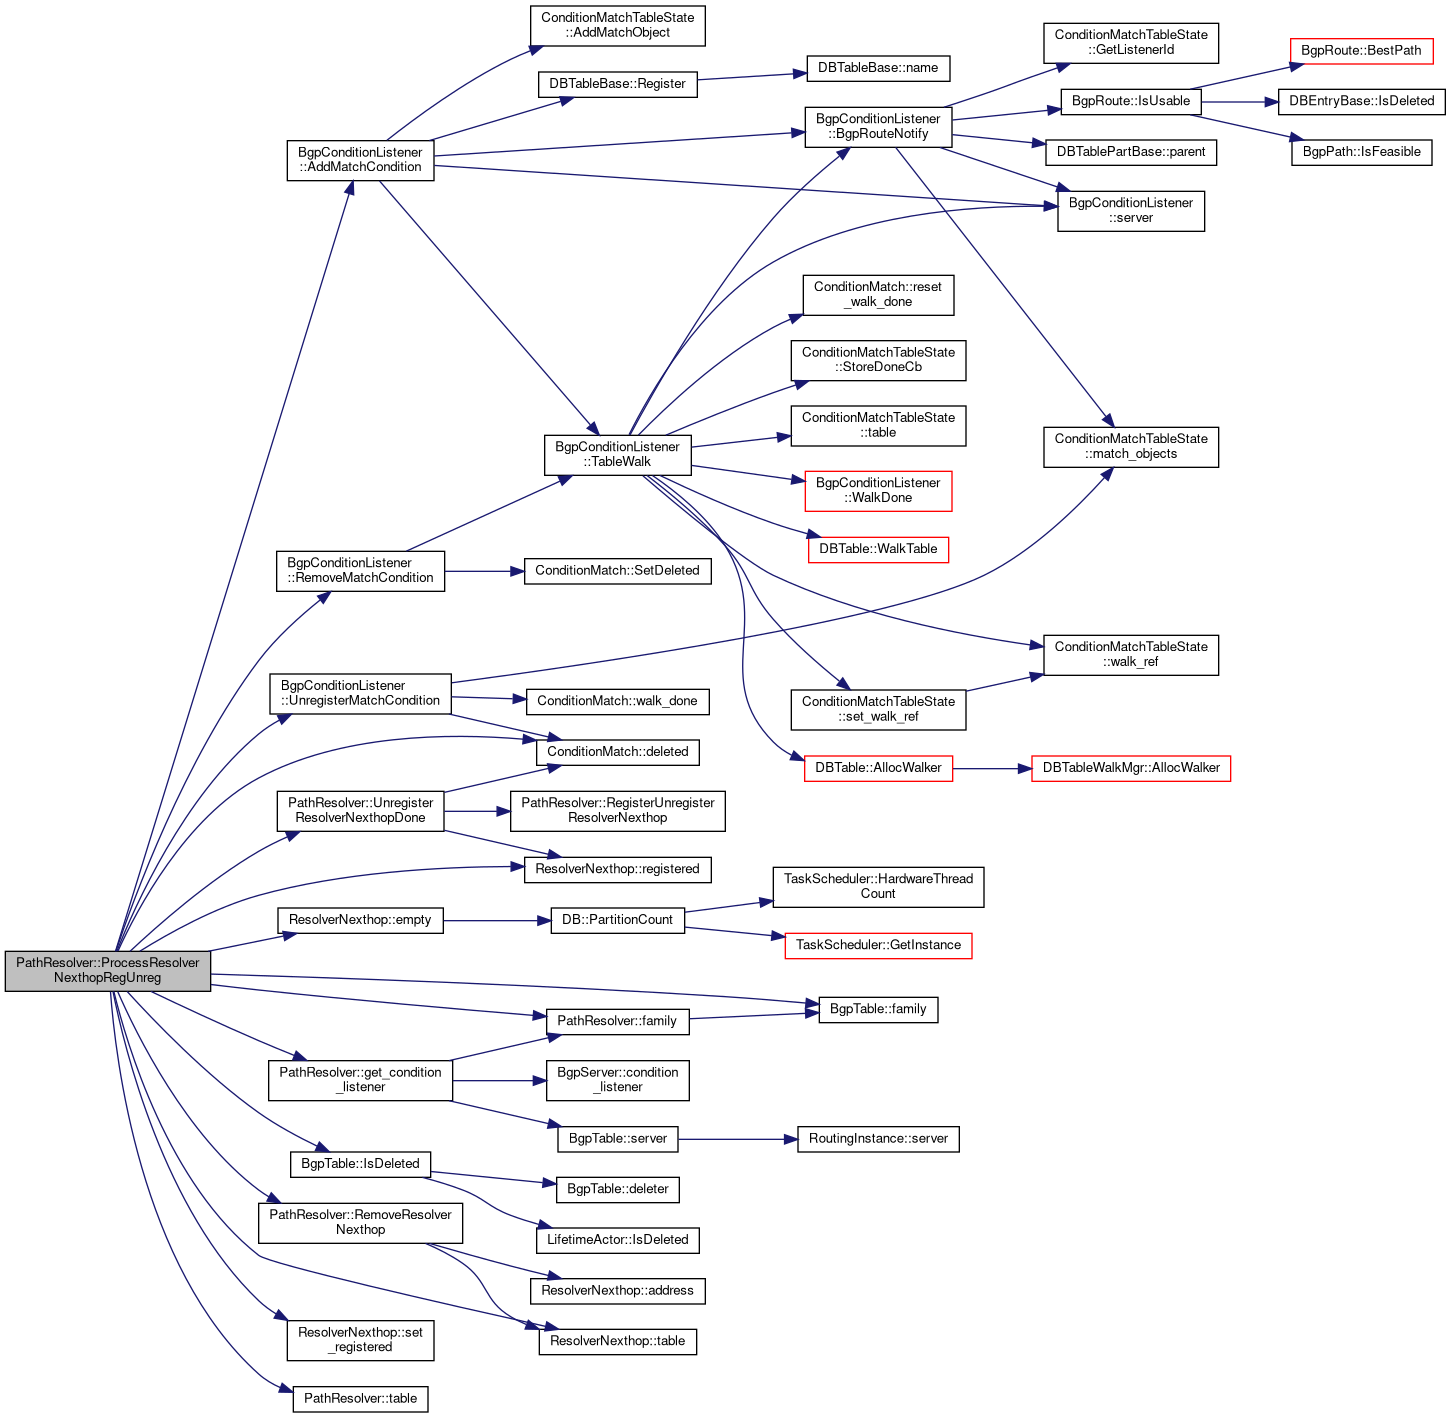 ConditionMatchTableState
::AddMatchObject
ConditionMatchTableState
::GetListenerId
BgpRoute::BestPath
DBTableBase::name
DBTableBase::Register
BgpRoute::IsUsable
DBEntryBase::IsDeleted
BgpConditionListener
::BgpRouteNotify
BgpConditionListener
::AddMatchCondition
DBTablePartBase::parent
BgpPath::IsFeasible
BgpConditionListener
::server
ConditionMatch::reset
_walk_done
ConditionMatchTableState
::StoreDoneCb
ConditionMatchTableState
::table
BgpConditionListener
::TableWalk
ConditionMatchTableState
::match_objects
BgpConditionListener
::WalkDone
DBTable::WalkTable
BgpConditionListener
::RemoveMatchCondition
ConditionMatch::SetDeleted
ConditionMatchTableState
::walk_ref
BgpConditionListener
::UnregisterMatchCondition
ConditionMatch::walk_done
ConditionMatchTableState
::set_walk_ref
ConditionMatch::deleted
DBTable::AllocWalker
DBTableWalkMgr::AllocWalker
PathResolver::Unregister
ResolverNexthopDone
PathResolver::RegisterUnregister
ResolverNexthop
ResolverNexthop::registered
TaskScheduler::HardwareThread
Count
ResolverNexthop::empty
DB::PartitionCount
TaskScheduler::GetInstance
PathResolver::ProcessResolver
NexthopRegUnreg
BgpTable::family
PathResolver::family
PathResolver::get_condition
_listener
BgpServer::condition
_listener
BgpTable::server
RoutingInstance::server
BgpTable::IsDeleted
BgpTable::deleter
PathResolver::RemoveResolver
Nexthop
LifetimeActor::IsDeleted
ResolverNexthop::address
ResolverNexthop::set
_registered
ResolverNexthop::table
PathResolver::table